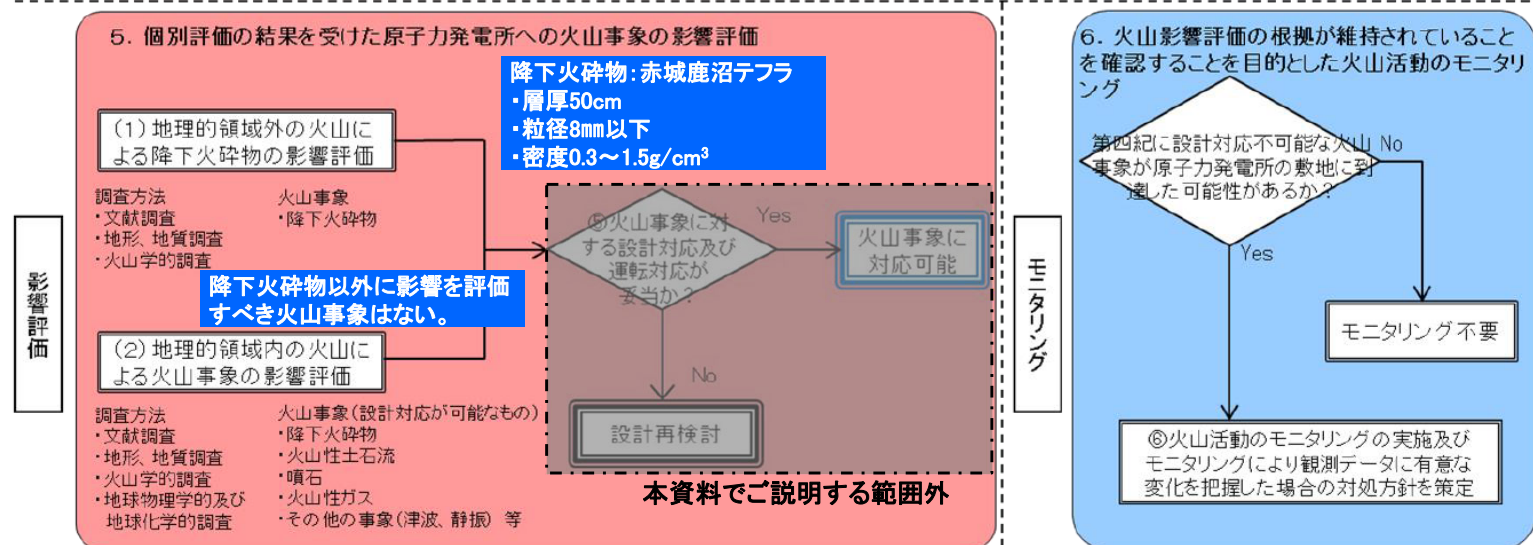 5．個別評価の結果を受けた原子力発電所への火山事象の影響評価
降下火砕物：赤城鹿沼テフラ
・層厚50cm
・粒径8㎜以下
・密度0.3～1.5g/cm³
(1)地理的領域外の火山に
よる降下火砕物の影響評価
調査方法
・文献調査
・地形、地質調査
・火山学的調査
火山事象
・降下火砕物
降下火砕物以外に影響を評価
すべき火山事象はない。
(2)地理的領域内の火山に
よる火山事象の影響評価
調査方法
・文献調査
・地形、地質調査
・火山学的調査
・地球物理学的及び
地球化学的調査
火山事象(設計対応が可能なもの)
・降下火砕物
・火山性土石流
・噴石
・火山性ガス
・その他の事象(津波、静振) 等
⑤火山事象に対
する設計対応及び
運転対応が
妥当か？
Yes
火山事象に
対応可能
No
設計再検討
本資料でご説明する範囲外
影響評価
6．火山影響評価の根拠が維持されていること
を確認することを目的とした火山活動のモニタリ
ング
第四紀に設計対応不可能な火山
事象が原子力発電所の敷地に到
達した可能性があるか？
No
Yes
モニタリング不要
⑥火山活動のモニタリングの実施及び
モニタリングにより観測データに有意な
変化を把握した場合の対処方針を策定
モニタリング